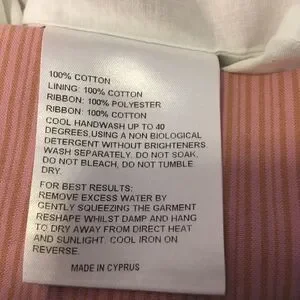 100% COTTON
LINING: 100% COTTON
RIBBON: 100% POLYESTER
RIBBON: 100% COTTON
COOL HANDWASH UP TO 40
DEGREES,USING A NON BIOLOGICAL
DETERGENT WITHOUT BRIGHTENERS.
WASH SEPARATELY. DO NOT SOAK.
DO NOT BLEACH, DO NOT TUMBLE
DRY.
FOR BEST RESULTS:
REMOVE EXCESS WATER BY
GENTLY SQUEEZING THE GARMENT
RESHAPE WHILST DAMP AND HANG
TO DRY AWAY FROM DIRECT HEAT
AND SUNLIGHT. COOL IRON ON
REVERSE.
MADE IN CYPRUS